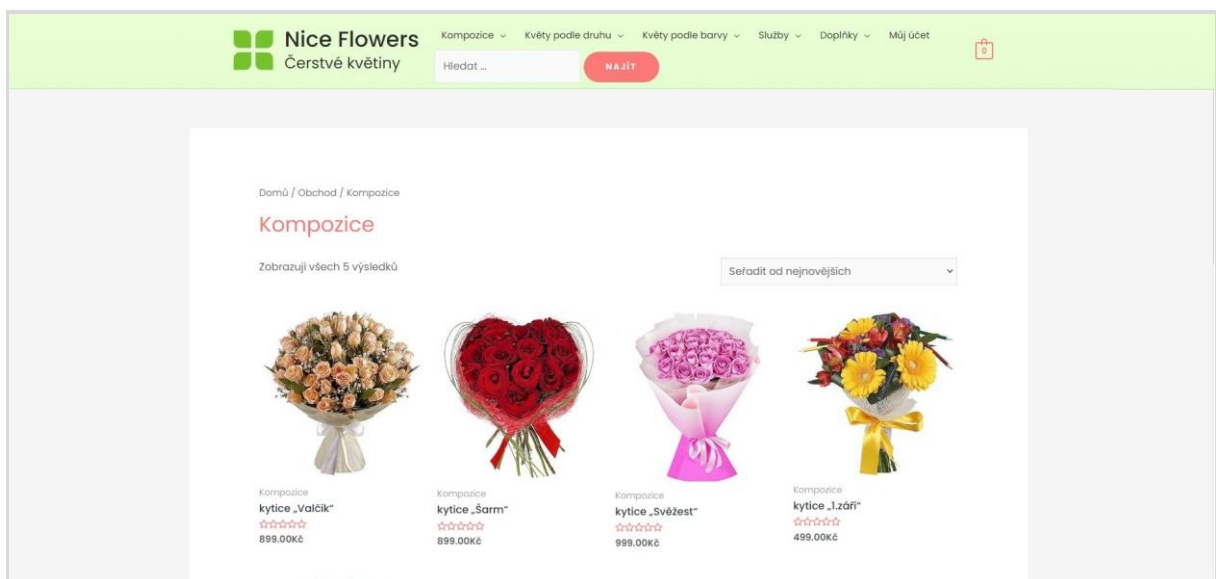 Nice Flowers
Čerstvé květiny
Kompozice Květy podle druhu Květy podle barvy Služby Doplňky Můj účet
Hledat ...
NAJÍT
0
Domů / Obchod / Kompozice
Kompozice
Zobrazuji všech 5 výsledků
Seřadit od nejnovějších
Kompozice
kytice „Valčik“
899.00Kč
Kompozice
kytice „Šarm“
899.00Kč
Kompozice
kytice „Svěžest“
999.00Kč
Kompozice
kytice „1.září“
499.00Kč